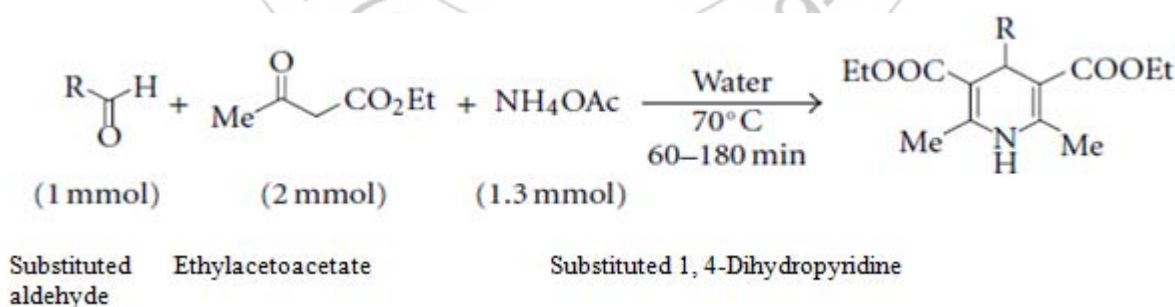 R
H
O
+
O
Me
CO₂Et
+
NH₄OAc
Water
70°C
60–180 min
R
EtOOC
COOEt
Me
N
H
Me
(1 mmol)
(2 mmol)
(1.3 mmol)
Substituted aldehyde
Ethylacetoacetate
Substituted 1, 4-Dihydropyridine